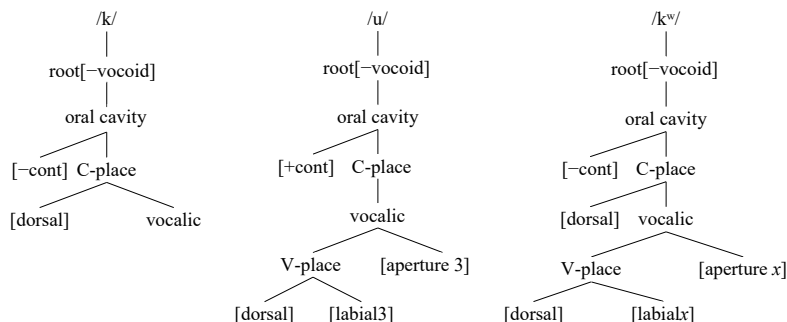 /k/ /u/ /kʷ/
root[−vocoid] root[−vocoid] root[−vocoid]
oral cavity oral cavity oral cavity
[−cont] C-place [+cont] C-place [−cont] C-place
[dorsal] vocalic vocalic [dorsal] vocalic
V-place [aperture 3] V-place [aperture x]
[dorsal] [labial3] [dorsal] [labialx]